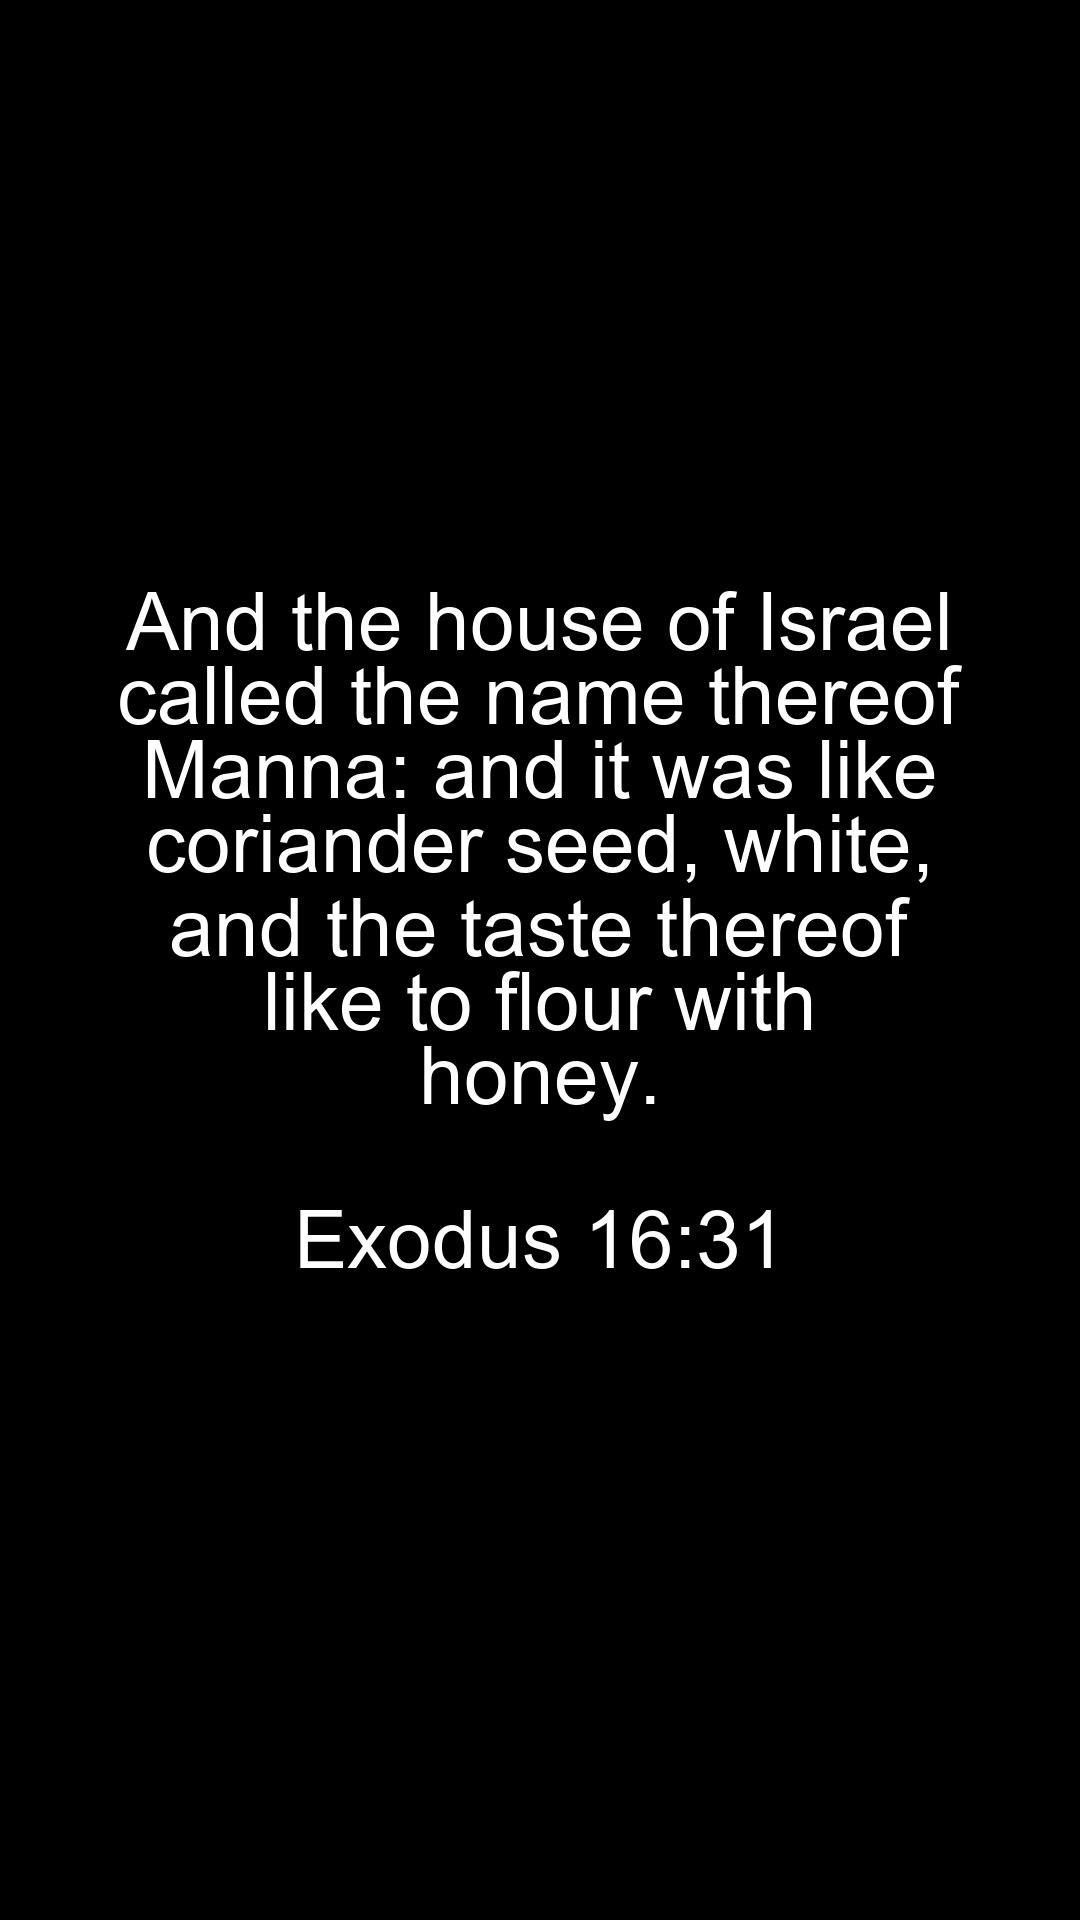 And the house of Israel
called the name thereof
Manna: and it was like
coriander seed, white,
and the taste thereof
like to flour with
honey.
Exodus 16:31